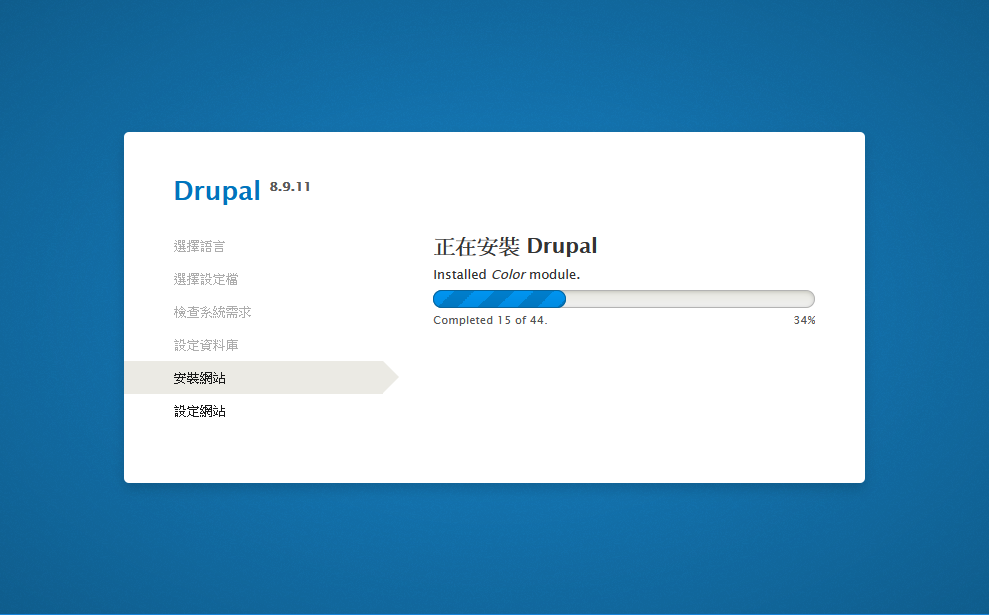 Drupal 8.9.11
選擇語言
選擇設定檔
檢查系統需求
設定資料庫
安裝網站
設定網站
正在安裝 Drupal
Installed Color module.
Completed 15 of 44.
34%